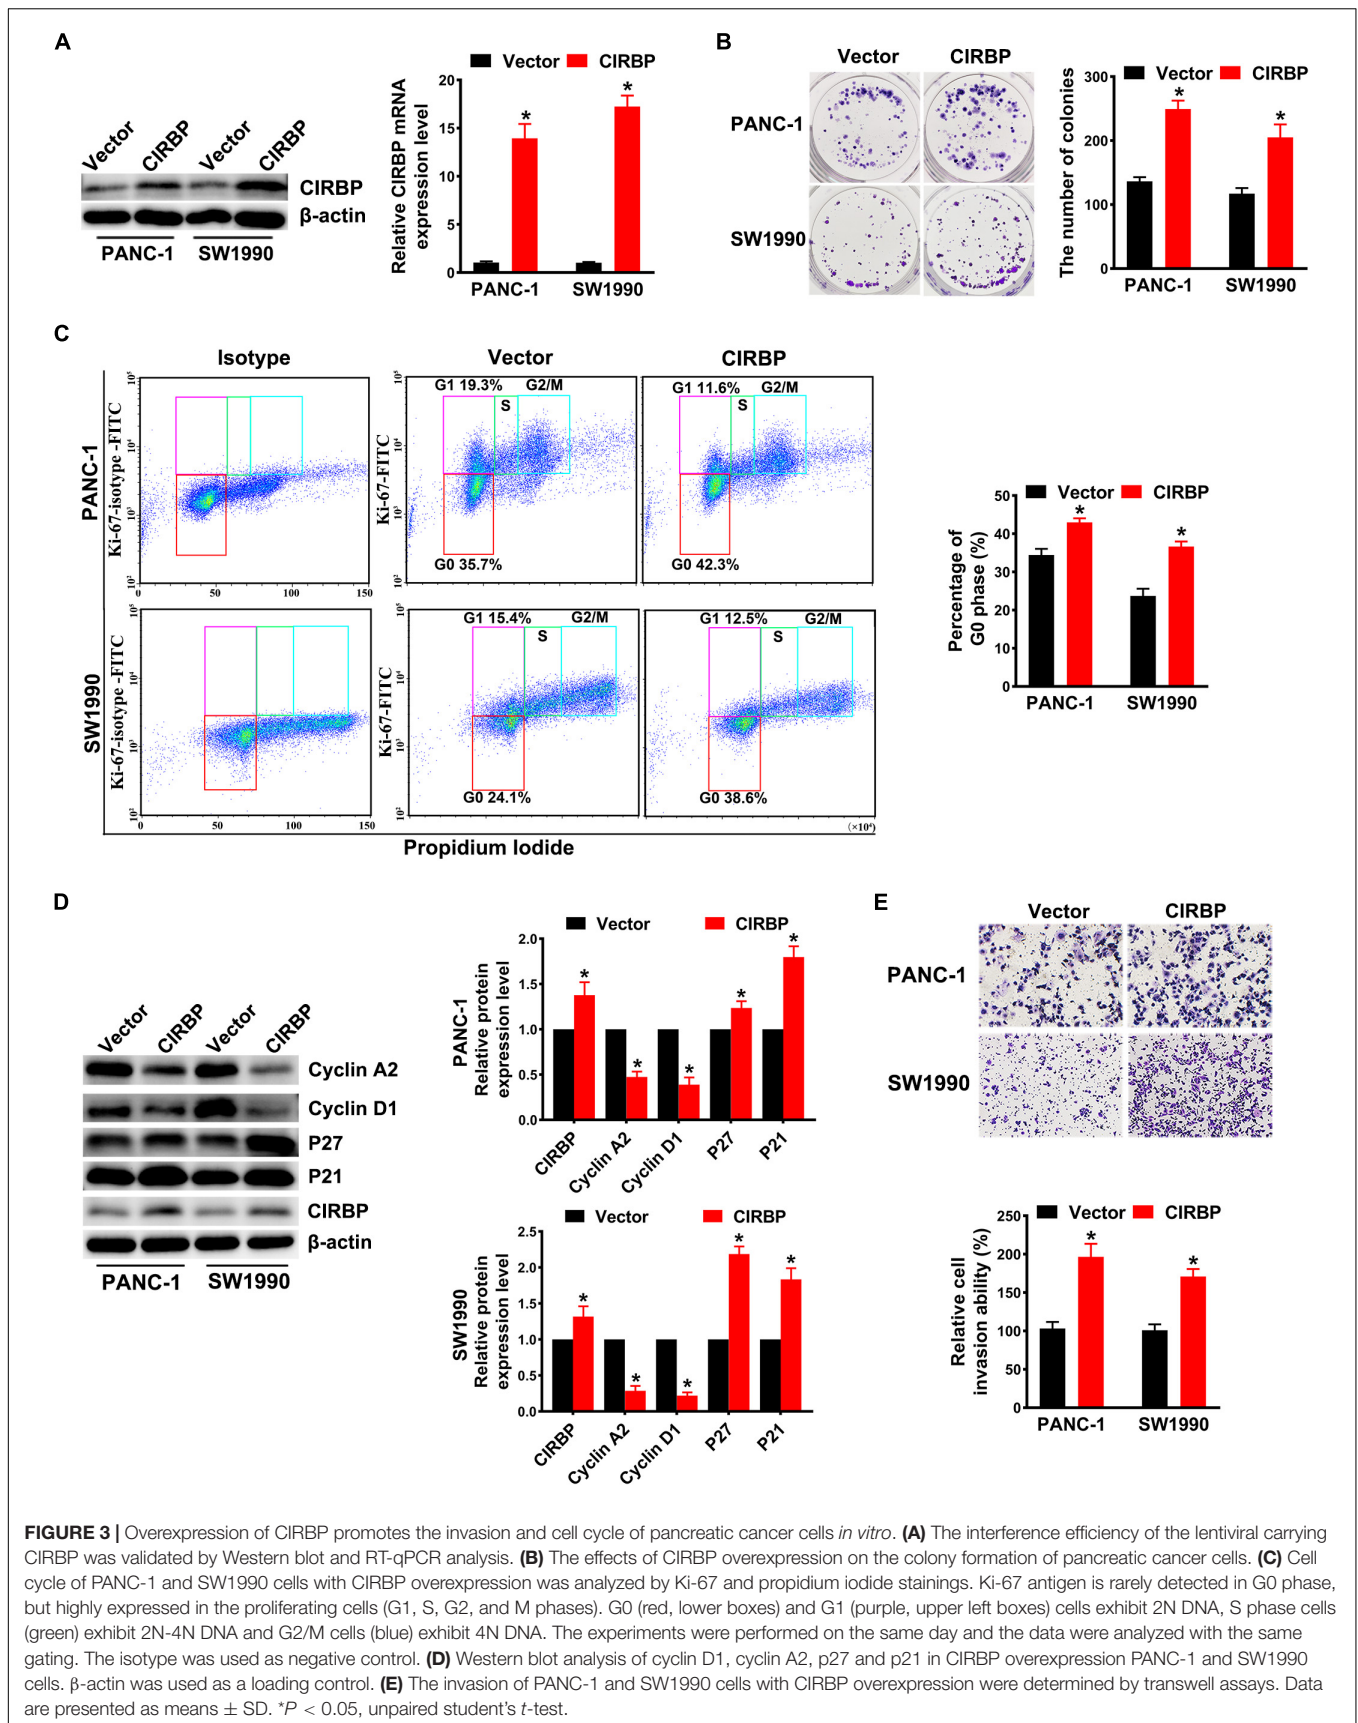 A
Vector CIRBP Vector CIRBP
CIRBP
β-actin
PANC-1 SW1990
Vector CIRBP
Relative CIRBP mRNA
expression level
20
15
10
5
0
* *
PANC-1 SW1990
B
Vector CIRBP
PANC-1
SW1990
Vector CIRBP
The number of colonies
300
200
100
0
* *
PANC-1 SW1990
C
Isotype Vector CIRBP
PANC-1
Ki-67-isotype -FITC
10⁵
10⁴
10³
10²
0 50 100 150
Ki-67-FITC
G1 19.3% G2/M
S
G0 35.7%
G1 11.6% G2/M
S
G0 42.3%
SW1990
Ki-67-isotype -FITC
10⁵
10⁴
10³
10²
0 50 100 150
Ki-67-FITC
G1 15.4% G2/M
S
G0 24.1%
G1 12.5% G2/M
S
G0 38.6%
(×10⁴)
Propidium Iodide
Vector CIRBP
Percentage of
G0 phase (%)
50
40
30
20
10
0
* *
PANC-1 SW1990
D
Vector CIRBP Vector CIRBP
Cyclin A2
Cyclin D1
P27
P21
CIRBP
β-actin
PANC-1 SW1990
Vector CIRBP
PANC-1
Relative protein
expression level
2.0
1.5
1.0
0.5
0.0
* * * * *
CIRBP Cyclin A2 Cyclin D1 P27 P21
Vector CIRBP
SW1990
Relative protein
expression level
2.5
2.0
1.5
1.0
0.5
0.0
* * * * *
CIRBP Cyclin A2 Cyclin D1 P27 P21
E
Vector CIRBP
PANC-1
SW1990
Vector CIRBP
Relative cell
invasion ability (%)
250
200
150
100
50
0
* *
PANC-1 SW1990
FIGURE 3 | Overexpression of CIRBP promotes the invasion and cell cycle of pancreatic cancer cells in vitro. (A) The interference efficiency of the lentiviral carrying
CIRBP was validated by Western blot and RT-qPCR analysis. (B) The effects of CIRBP overexpression on the colony formation of pancreatic cancer cells. (C) Cell
cycle of PANC-1 and SW1990 cells with CIRBP overexpression was analyzed by Ki-67 and propidium iodide stainings. Ki-67 antigen is rarely detected in G0 phase,
but highly expressed in the proliferating cells (G1, S, G2, and M phases). G0 (red, lower boxes) and G1 (purple, upper left boxes) cells exhibit 2N DNA, S phase cells
(green) exhibit 2N-4N DNA and G2/M cells (blue) exhibit 4N DNA. The experiments were performed on the same day and the data were analyzed with the same
gating. The isotype was used as negative control. (D) Western blot analysis of cyclin D1, cyclin A2, p27 and p21 in CIRBP overexpression PANC-1 and SW1990
cells. β-actin was used as a loading control. (E) The invasion of PANC-1 and SW1990 cells with CIRBP overexpression were determined by transwell assays. Data
are presented as means ± SD. *P < 0.05, unpaired student's t-test.